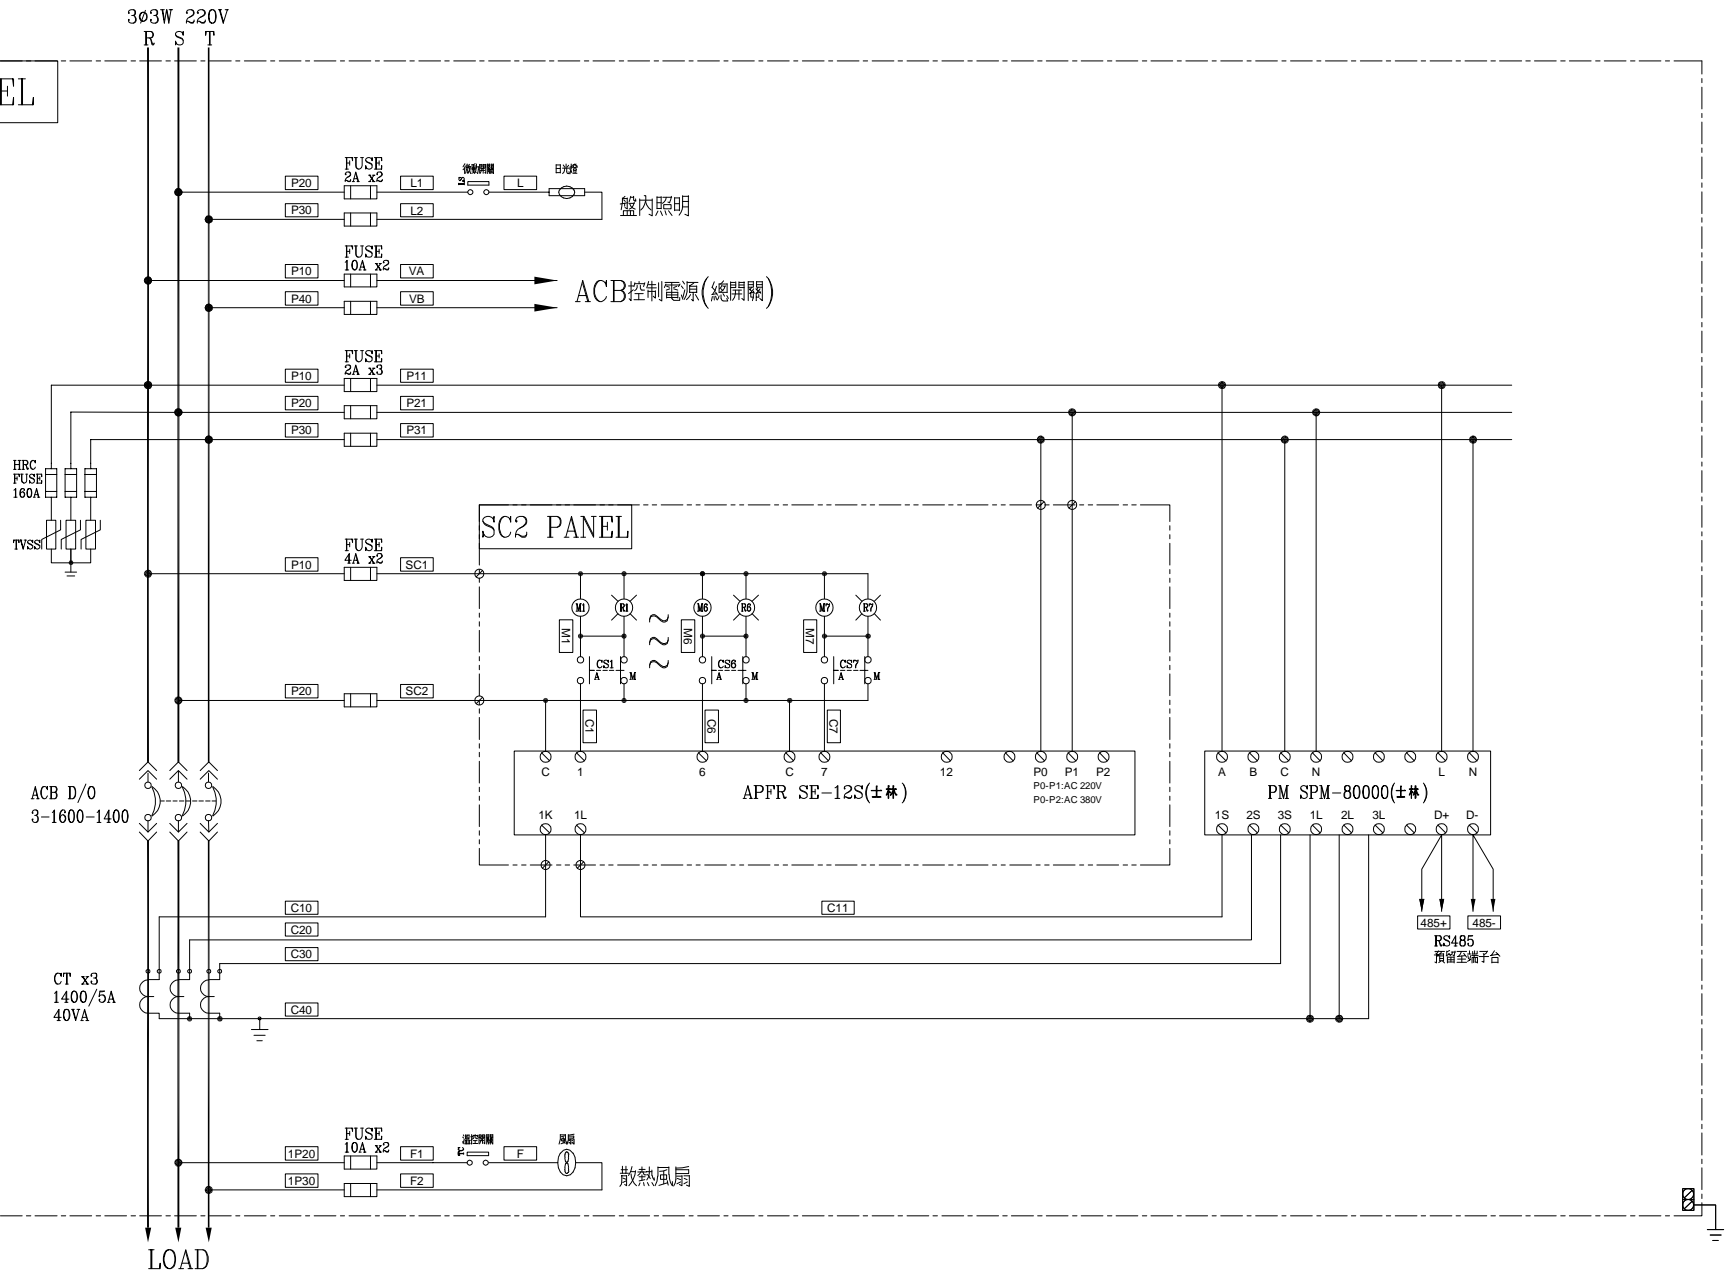 3ø3W 220V
R S T
EL
FUSE
2A x2
P20
L1
微動開關
LS
L
日光燈
P30
L2
盤內照明
FUSE
10A x2
P10
VA
P40
VB
ACB控制電源(總開關)
FUSE
2A x3
P10
P11
P20
P21
P30
P31
HRC
FUSE
160A
TVSS
SC2 PANEL
FUSE
4A x2
P10
SC1
M1
R1
M6
R6
M7
R7
M1
M6
M7
CS1
A
M
CS6
A
M
CS7
A
M
P20
SC2
C1
C6
C7
C 1 6 C 7 12 P0 P1 P2
P0-P1:AC 220V
P0-P2:AC 380V
APFR SE-12S(士林)
1K 1L
A B C N L N
PM SPM-80000(士林)
1S 2S 3S 1L 2L 3L D+ D-
ACB D/O
3-1600-1400
C10
C11
C20
C30
485+
485-
RS485
預留至端子台
CT x3
1400/5A
40VA
C40
FUSE
10A x2
1P20
F1
溫控開關
F
風扇
1P30
F2
散熱風扇
LOAD